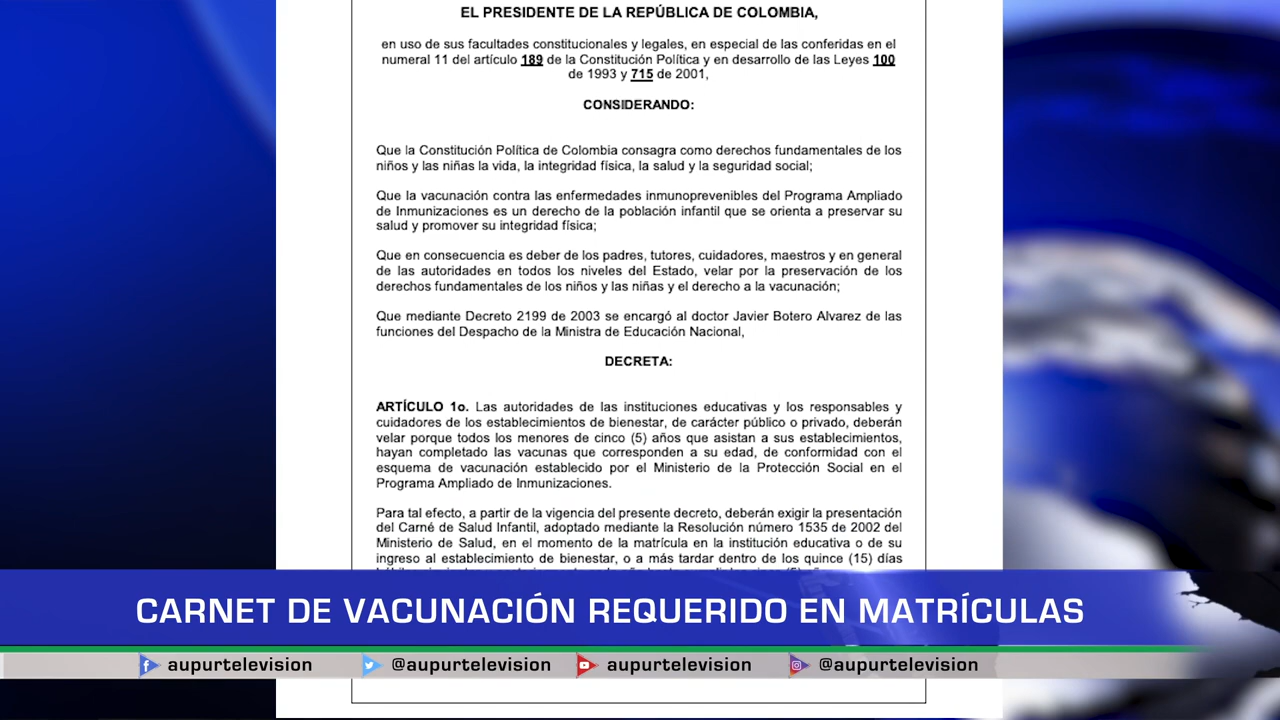 EL PRESIDENTE DE LA REPÚBLICA DE COLOMBIA,
en uso de sus facultades constitucionales y legales, en especial de las conferidas en el
numeral 11 del artículo 189 de la Constitución Política y en desarrollo de las Leyes 100
de 1993 y 715 de 2001,
CONSIDERANDO:
Que la Constitución Política de Colombia consagra como derechos fundamentales de los
niños y las niñas la vida, la integridad física, la salud y la seguridad social;
Que la vacunación contra las enfermedades inmunoprevenibles del Programa Ampliado
de Inmunizaciones es un derecho de la población infantil que se orienta a preservar su
salud y promover su integridad física;
Que en consecuencia es deber de los padres, tutores, cuidadores, maestros y en general
de las autoridades en todos los niveles del Estado, velar por la preservación de los
derechos fundamentales de los niños y las niñas y el derecho a la vacunación;
Que mediante Decreto 2199 de 2003 se encargó al doctor Javier Botero Alvarez de las
funciones del Despacho de la Ministra de Educación Nacional,
DECRETA:
ARTÍCULO 1o. Las autoridades de las instituciones educativas y los responsables y
cuidadores de los establecimientos de bienestar, de carácter público o privado, deberán
velar porque todos los menores de cinco (5) años que asistan a sus establecimientos,
hayan completado las vacunas que corresponden a su edad, de conformidad con el
esquema de vacunación establecido por el Ministerio de la Protección Social en el
Programa Ampliado de Inmunizaciones.
Para tal efecto, a partir de la vigencia del presente decreto, deberán exigir la presentación
del Carné de Salud Infantil, adoptado mediante la Resolución número 1535 de 2002 del
Ministerio de Salud, en el momento de la matrícula en la institución educativa o de su
ingreso al establecimiento de bienestar, o a más tardar dentro de los quince (15) días
CARNET DE VACUNACIÓN REQUERIDO EN MATRÍCULAS
aupurtelevision @aupurtelevision aupurtelevision @aupurtelevision